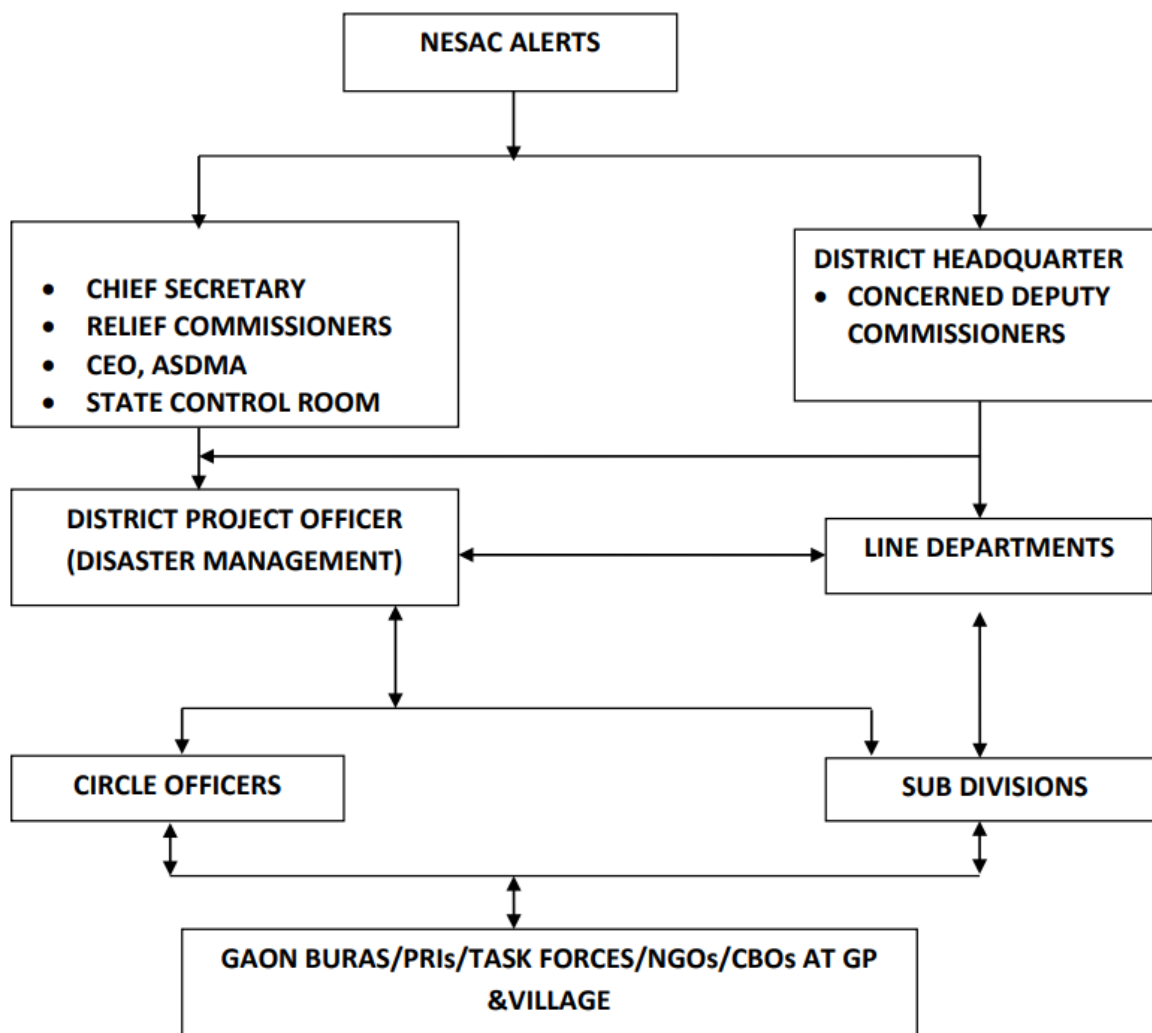 NESAC ALERTS
• CHIEF SECRETARY
• RELIEF COMMISSIONERS
• CEO, ASDMA
• STATE CONTROL ROOM
DISTRICT HEADQUARTER
• CONCERNED DEPUTY
COMMISSIONERS
DISTRICT PROJECT OFFICER
(DISASTER MANAGEMENT)
LINE DEPARTMENTS
CIRCLE OFFICERS
SUB DIVISIONS
GAON BURAS/PRIs/TASK FORCES/NGOs/CBOs AT GP
&VILLAGE